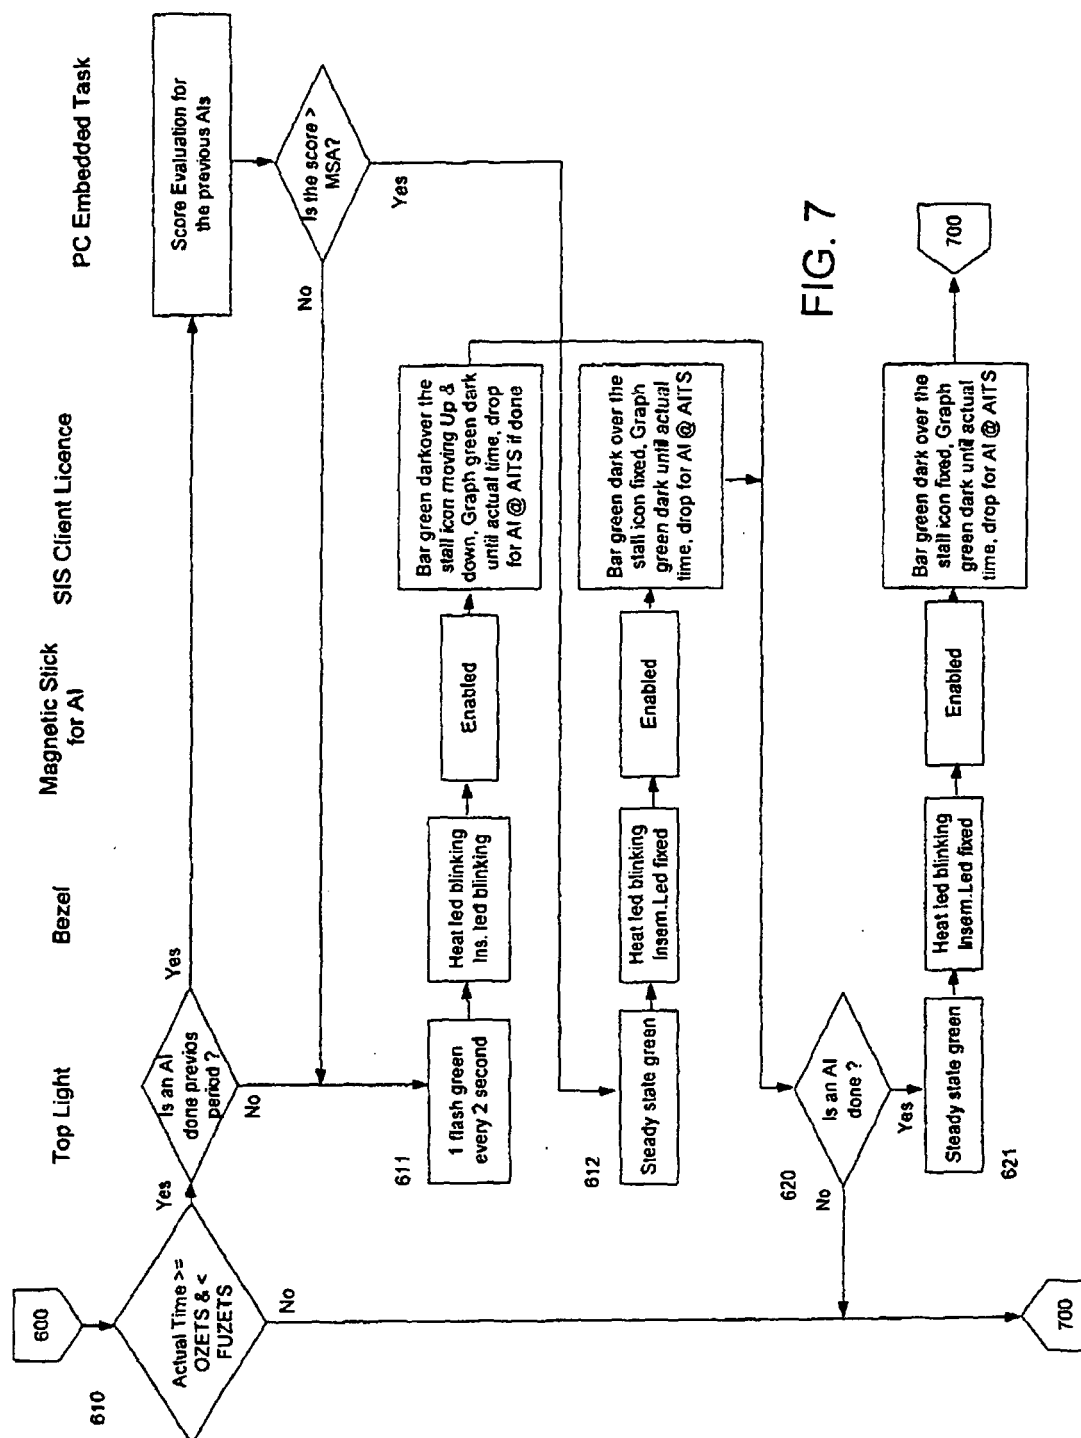 Top Light
Bezel
Magnetic Stick
for AI
SIS Client Licence
PC Embedded Task
600
610
Actual Time >=
OZETS & <
FUZETS
Yes
No
Is an AI
done previos
period ?
Yes
No
Score Evaluation for
the previous AIs
Is the score >
MSA?
No
Yes
611
1 flash green
every 2 second
Heat led blinking
Ins. led blinking
Enabled
Bar green darkover the
stall icon moving Up &
down, Graph green dark
until actual time, drop
for AI @ AITS if done
612
Steady state green
Heat led blinking
Insem.Led fixed
Enabled
Bar green dark over the
stall icon fixed, Graph
green dark until actual
time, drop for AI @ AITS
620
Is an AI
done ?
No
Yes
621
Steady state green
Heat led blinking
Insem.Led fixed
Enabled
Bar green dark over the
stall icon fixed, Graph
green dark until actual
time, drop for AI @ AITS
700
700
FIG. 7